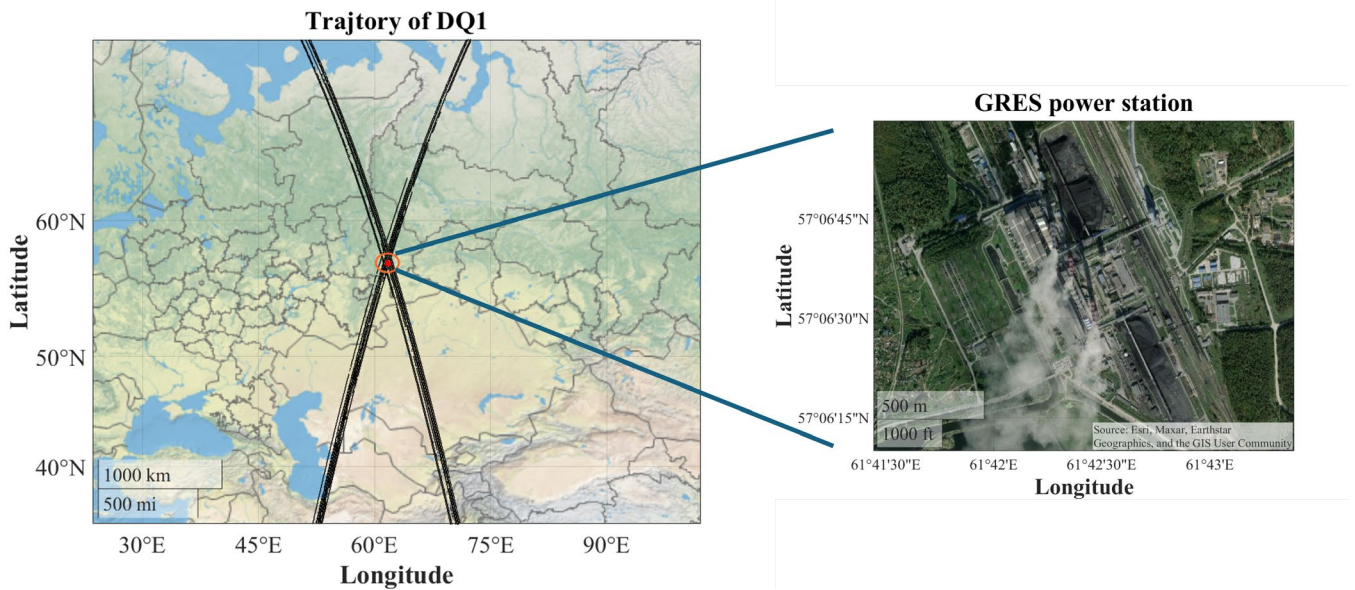 Trajtory of DQ1
60°N
50°N
40°N
Latitude
1000 km
500 mi
30°E
45°E
60°E
75°E
90°E
Longitude
GRES power station
57°06'45"N
57°06'30"N
57°06'15"N
Latitude
500 m
1000 ft
Source: Esri, Maxar, Earthstar
Geographics, and the GIS User Community
61°41'30"E
61°42'E
61°42'30"E
61°43'E
Longitude